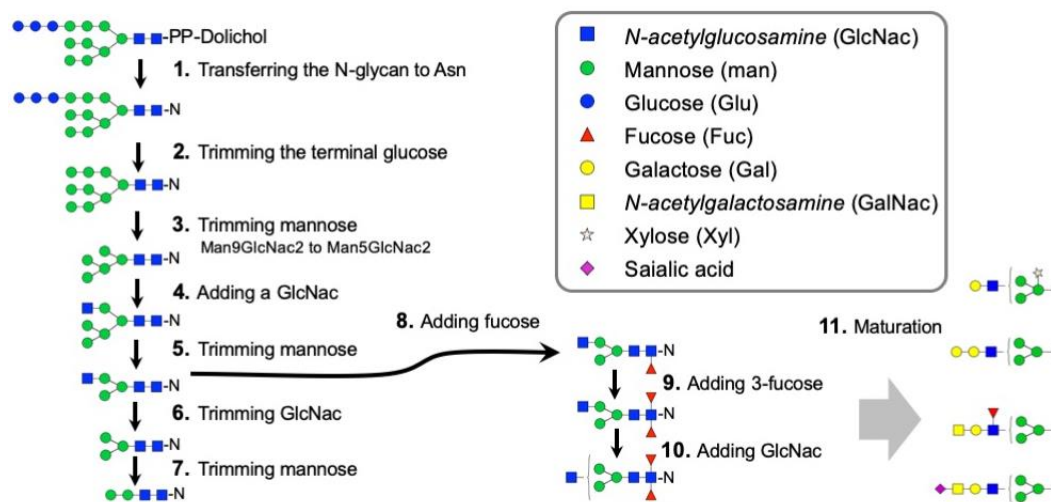 -PP-Dolichol
1. Transferring the N-glycan to Asn
-N
2. Trimming the terminal glucose
-N
3. Trimming mannose
Man9GlcNac2 to Man5GlcNac2
-N
4. Adding a GlcNac
-N
5. Trimming mannose
-N
6. Trimming GlcNac
-N
7. Trimming mannose
-N
8. Adding fucose
-N
9. Adding 3-fucose
-N
10. Adding GlcNac
-N
11. Maturation
N-acetylglucosamine (GlcNac)
Mannose (man)
Glucose (Glu)
Fucose (Fuc)
Galactose (Gal)
N-acetylgalactosamine (GalNac)
Xylose (Xyl)
Saialic acid